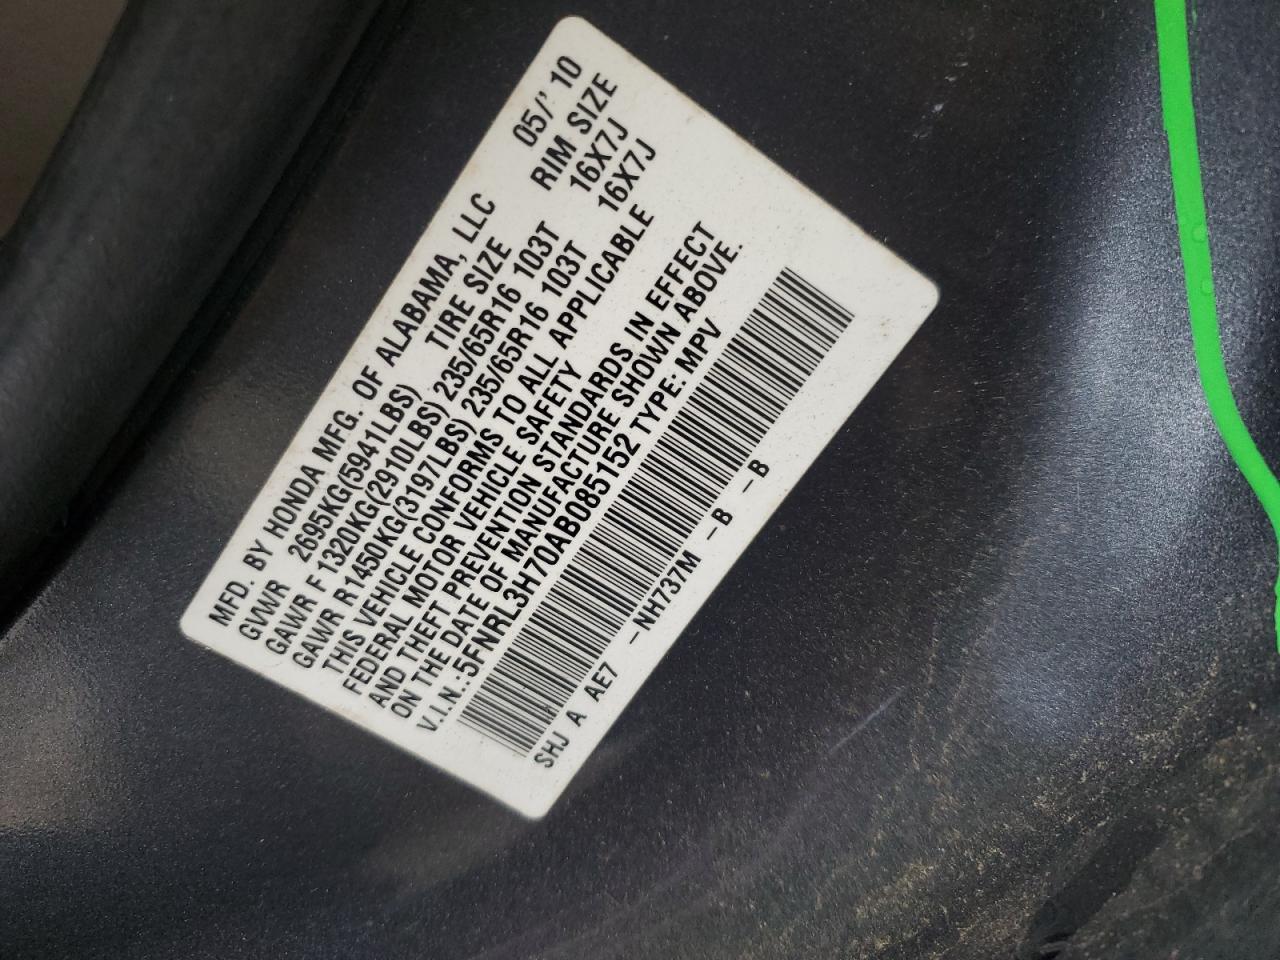 MFD. BY HONDA MFG. OF ALABAMA, LLC 05/' 10
GVWR 2695KG(5941LBS) TIRE SIZE RIM SIZE
GAWR F 1320KG(2910LBS) 235/65R16 103T 16X7J
GAWR R 1450KG(3197LBS) 235/65R16 103T 16X7J
THIS VEHICLE CONFORMS TO ALL APPLICABLE
FEDERAL MOTOR VEHICLE SAFETY
AND THEFT PREVENTION STANDARDS IN EFFECT
ON THE DATE OF MANUFACTURE SHOWN ABOVE.
V.I.N.: 5FNRL3H70AB085152 TYPE: MPV
SHJ A AE7 -NH737M -B -B